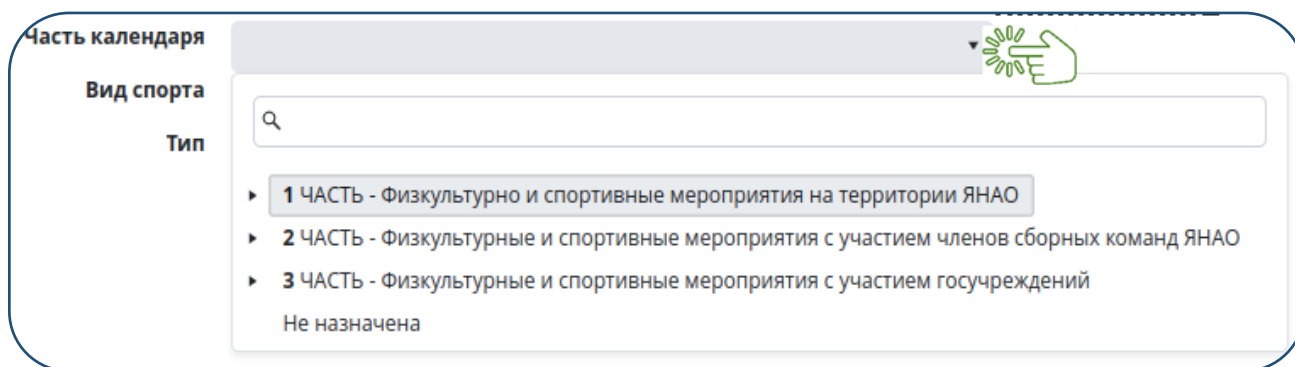 Часть календаря
Вид спорта
Тип
1 ЧАСТЬ - Физкультурно и спортивные мероприятия на территории ЯНАО
2 ЧАСТЬ - Физкультурные и спортивные мероприятия с участием членов сборных команд ЯНАО
3 ЧАСТЬ - Физкультурные и спортивные мероприятия с участием госучреждений
Не назначена